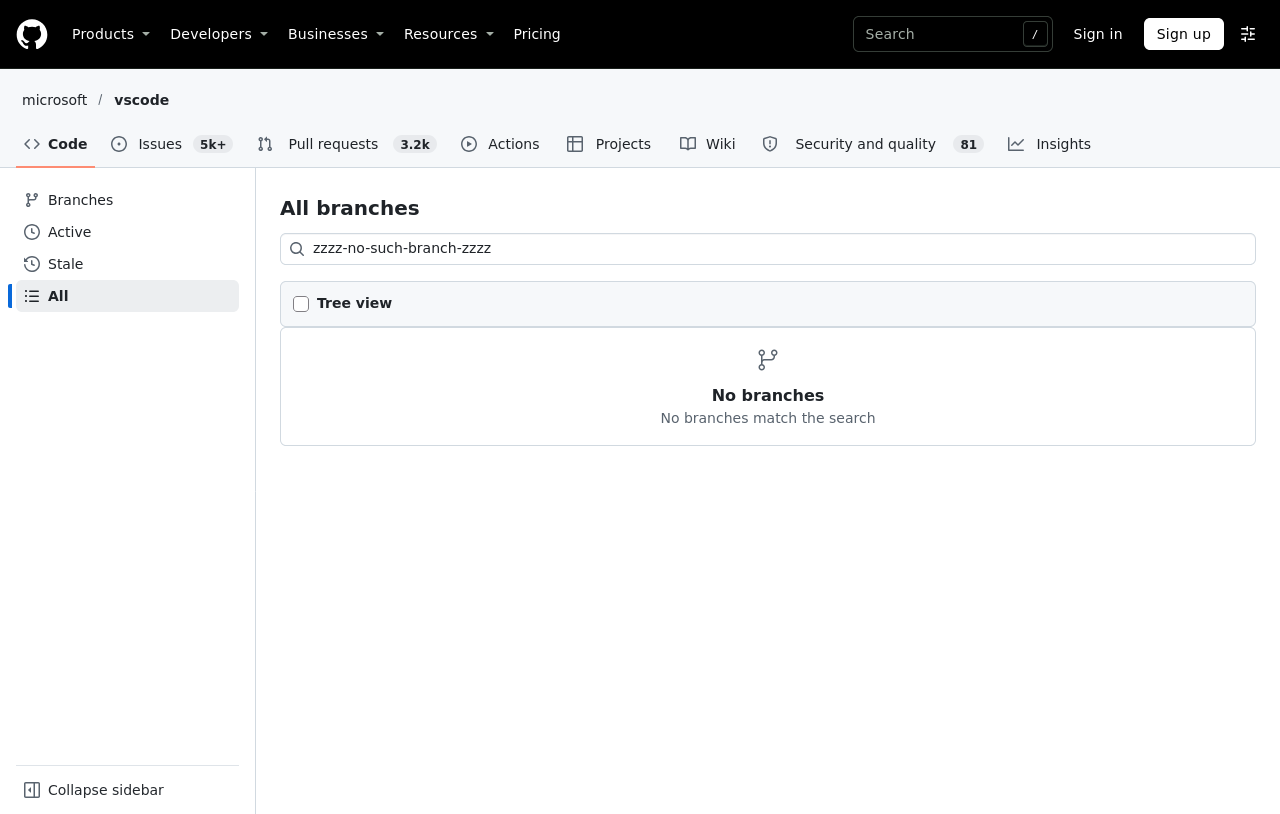 Products Developers Businesses Resources Pricing Search / Sign in Sign up
microsoft / vscode
Code Issues 5k+ Pull requests 3.2k Actions Projects Wiki Security and quality 81 Insights
Branches
Active
Stale
All
All branches
zzzz-no-such-branch-zzzz
Tree view
No branches
No branches match the search
Collapse sidebar